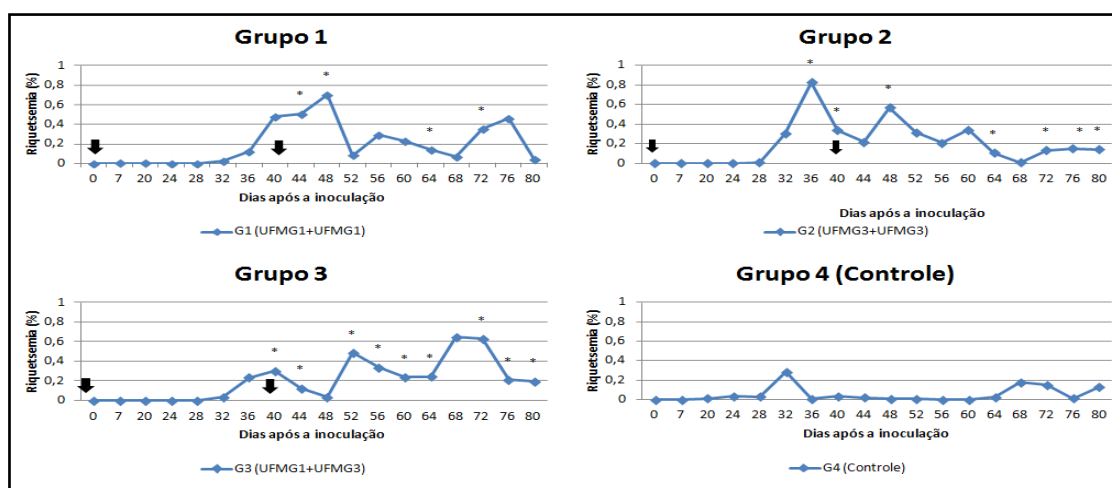 Grupo 1
Riquetsemia (%)
1
0,8
0,6
0,4
0,2
0
* * * *
0 7 20 24 28 32 36 40 44 48 52 56 60 64 68 72 76 80
Dias após a inoculação
G1 (UFMG1+UFMG1)
Grupo 2
Riquetsemia (%)
1
0,8
0,6
0,4
0,2
0
* * * * * * *
0 7 20 24 28 32 36 40 44 48 52 56 60 64 68 72 76 80
Dias após a inoculação
G2 (UFMG3+UFMG3)
Grupo 3
Riquetsemia (%)
1
0,8
0,6
0,4
0,2
0
* * * * * * * * *
0 7 20 24 28 32 36 40 44 48 52 56 60 64 68 72 76 80
Dias após a inoculação
G3 (UFMG1+UFMG3)
Grupo 4 (Controle)
Riquetsemia (%)
1
0,8
0,6
0,4
0,2
0
0 7 20 24 28 32 36 40 44 48 52 56 60 64 68 72 76 80
Dias após a inoculação
G4 (Controle)